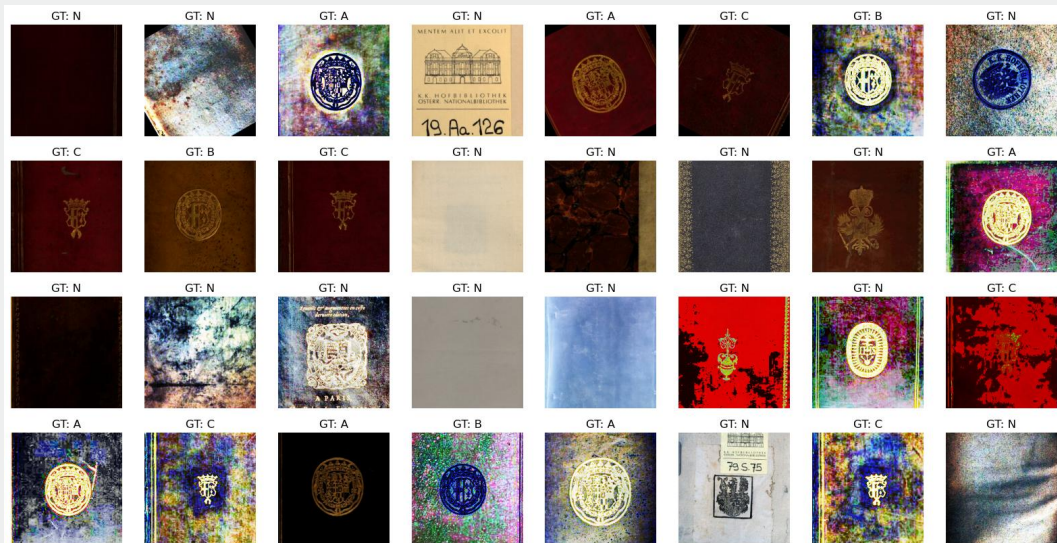 GT: N GT: N GT: A GT: N GT: A GT: C GT: B GT: N
MENTEM ALIT ET EXCOLIT
K.K. HOFBIBLIOTHEK
ÖSTERR. NATIONALBIBLIOTHEK
19.Aa.126
GT: C GT: B GT: C GT: N GT: N GT: N GT: N GT: A
GT: N GT: N GT: N GT: N GT: N GT: N GT: N GT: C
A PARIS
GT: A GT: C GT: A GT: B GT: A GT: N GT: C GT: N
79.S.75